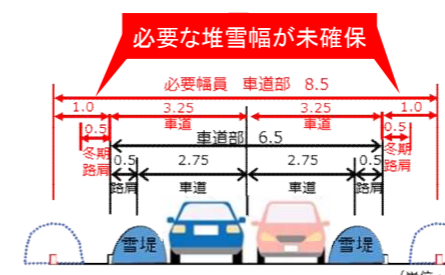 必要な堆雪幅が未確保
必要幅員 車道部 8.5
1.0 3.25 3.25 1.0
車道 車道
0.5 車道部 6.5 0.5
冬期路肩 冬期路肩
0.5 2.75 2.75 0.5
路肩 車道 車道 路肩
雪堤 雪堤